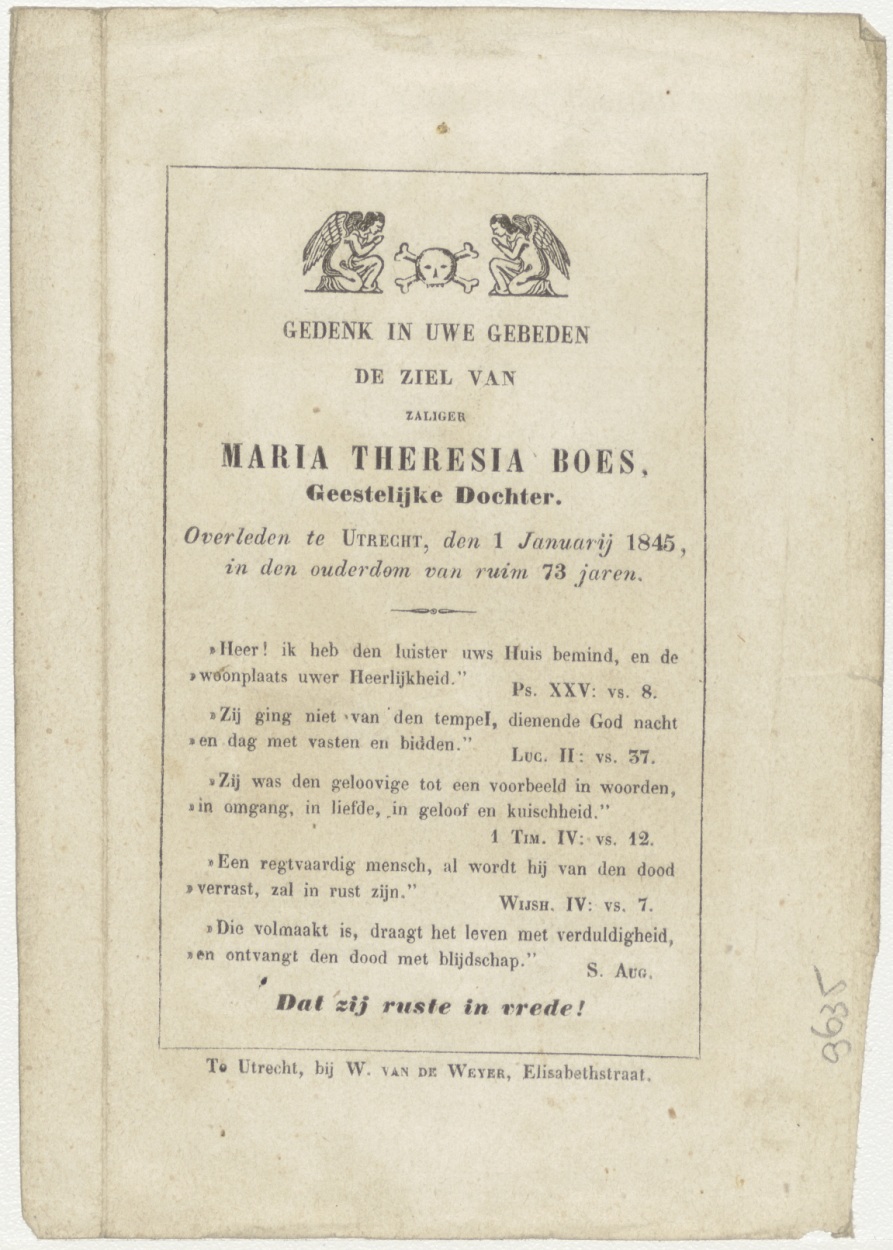 GEDENK IN UWE GEBEDEN
DE ZIEL VAN
ZALIGER
MARIA THERESIA BOES,
Geestelijke Dochter.
Overleden te UTRECHT, den 1 Januarij 1845,
in den ouderdom van ruim 73 jaren.
»Heer! ik heb den luister uws Huis bemind, en de
»woonplaats uwer Heerlijkheid."
Ps. XXV: vs. 8.
»Zij ging niet van den tempel, dienende God nacht
»en dag met vasten en bidden."
LUC. II: vs. 37.
»Zij was den geloovige tot een voorbeeld in woorden,
»in omgang, in liefde, in geloof en kuischheid."
1 TIM. IV: vs. 12.
»Een regtvaardig mensch, al wordt hij van den dood
»verrast, zal in rust zijn."
WIJSH. IV: vs. 7.
»Die volmaakt is, draagt het leven met verduldigheid,
»en ontvangt den dood met blijdschap."
S. AUG.
Dat zij ruste in vrede!
Te Utrecht, bij W. VAN DE WEYER, Elisabethstraat.
9635